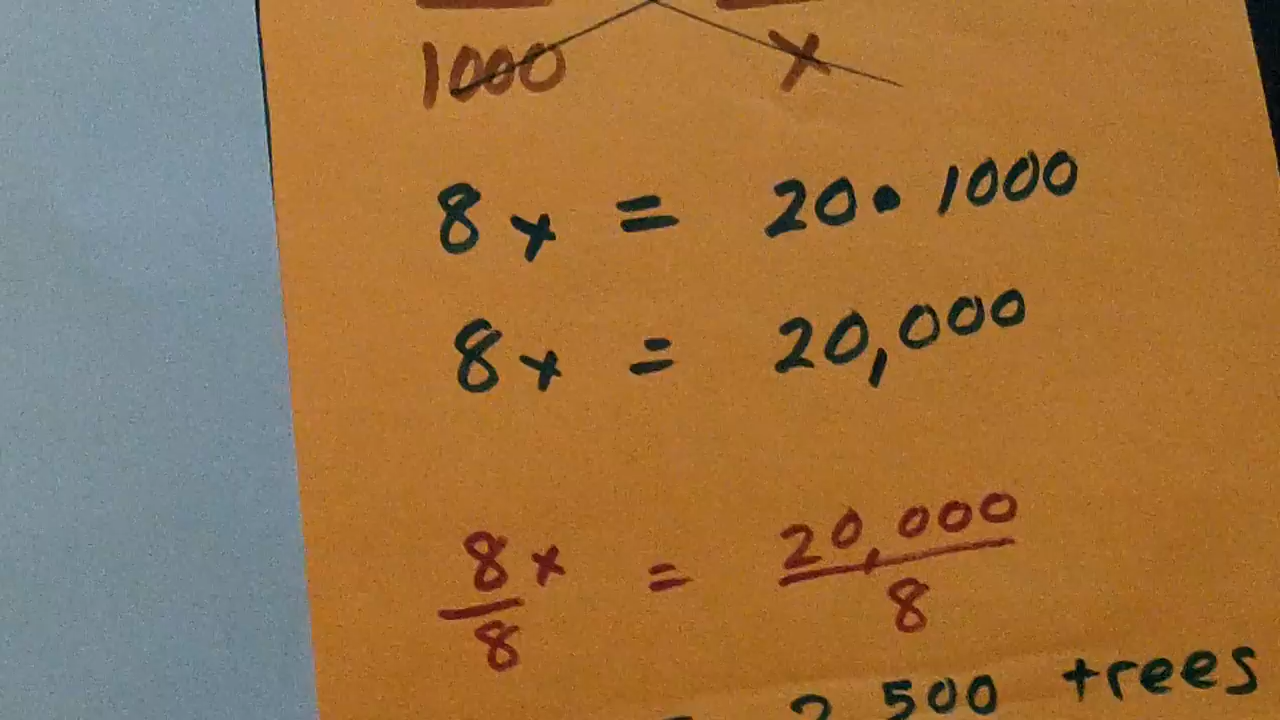 1000 x
8x = 20•1000
8x = 20,000
8x = 20,000
8 8
= 2,500 trees